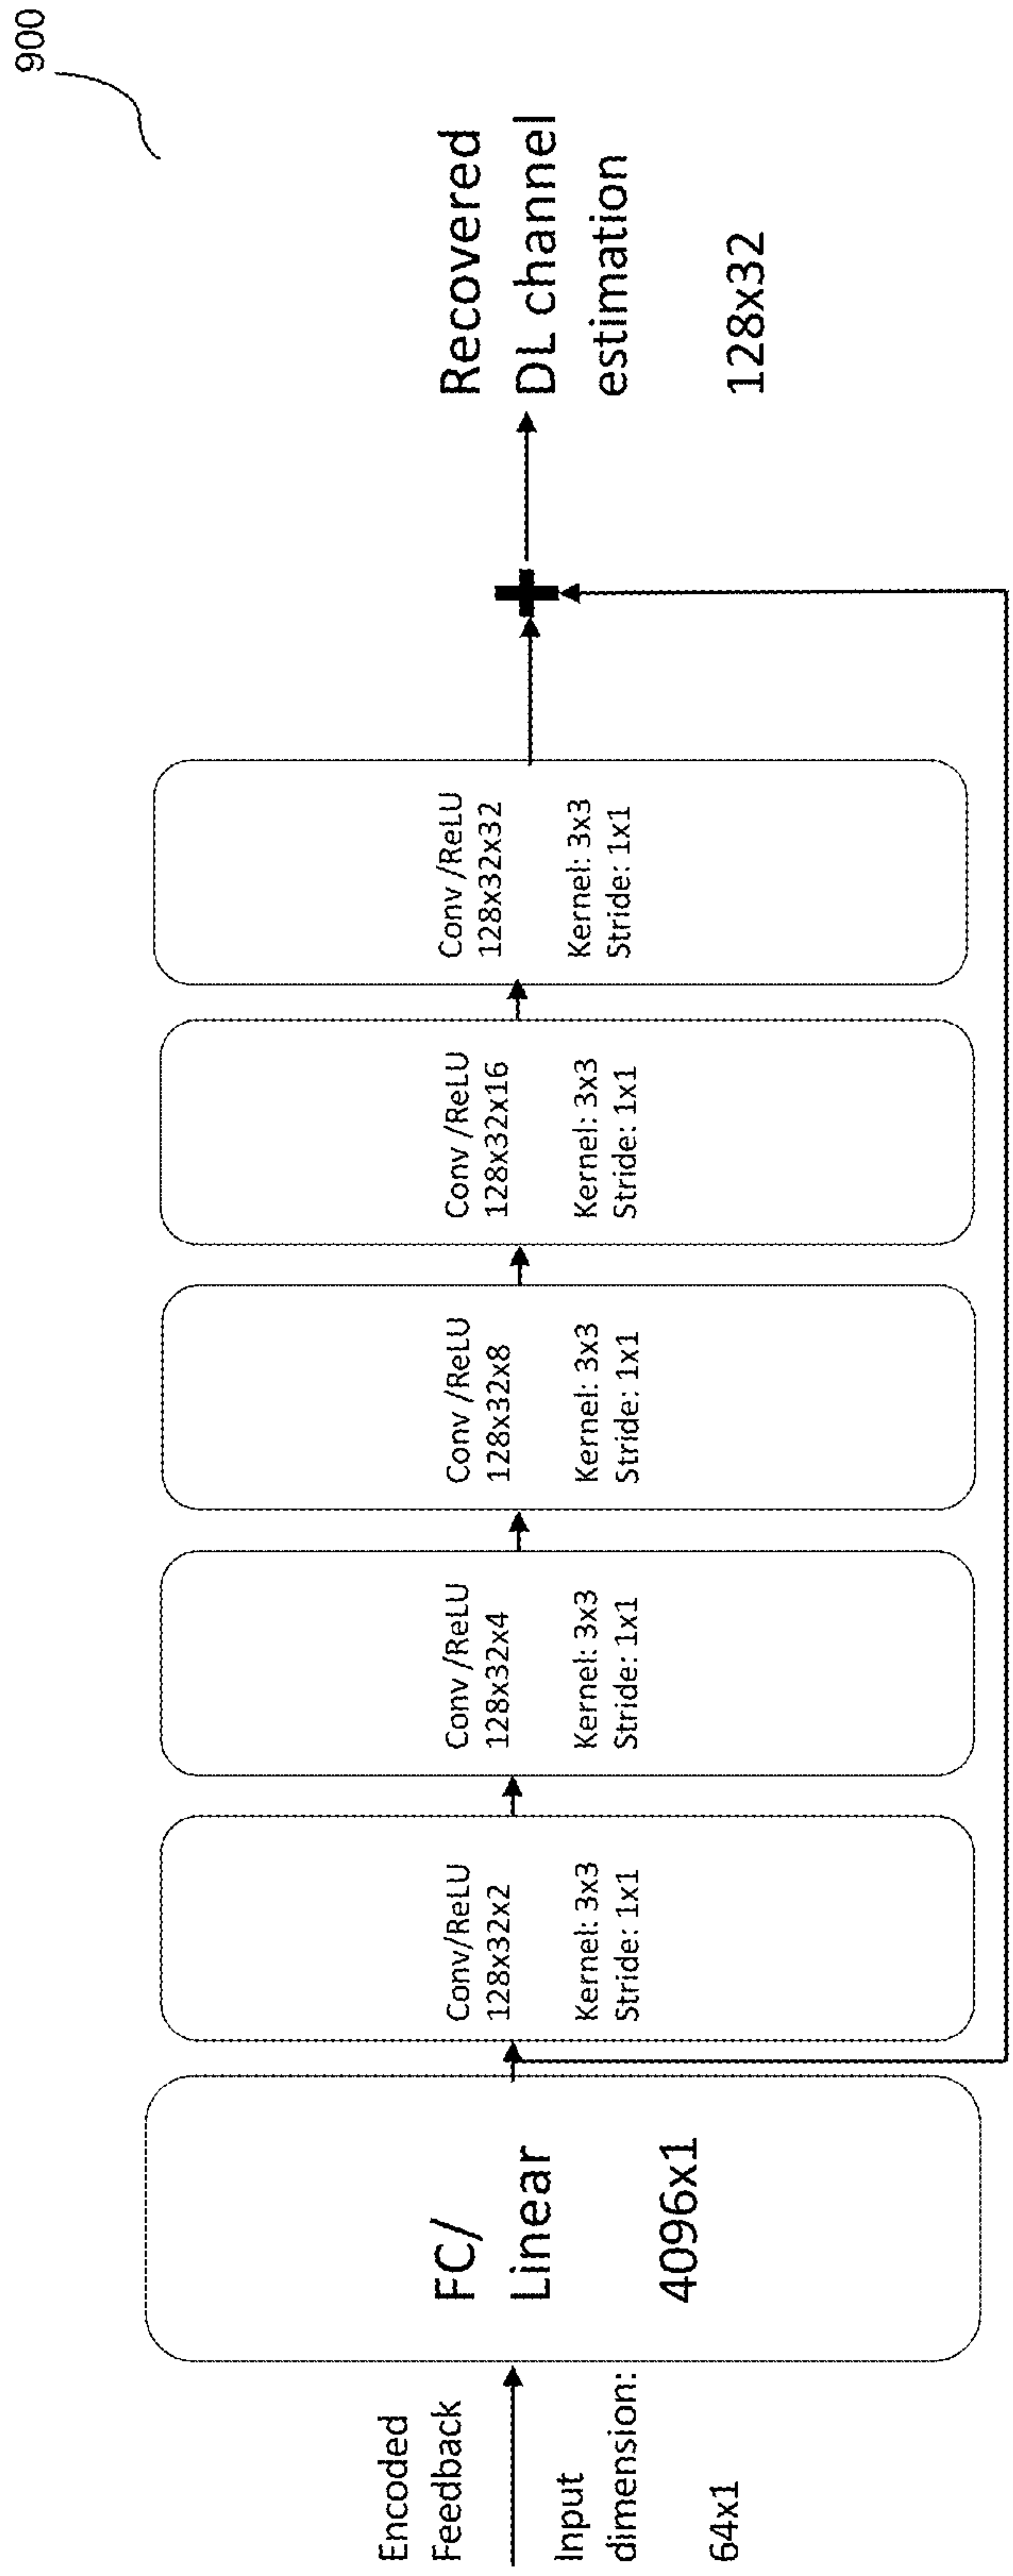 900
Encoded
Feedback
Input
dimension:
64x1
FC/
Linear
4096x1
Conv/ReLU
128x32x2
Kernel: 3x3
Stride: 1x1
Conv /ReLU
128x32x4
Kernel: 3x3
Stride: 1x1
Conv /ReLU
128x32x8
Kernel: 3x3
Stride: 1x1
Conv /ReLU
128x32x16
Kernel: 3x3
Stride: 1x1
Conv /ReLU
128x32x32
Kernel: 3x3
Stride: 1x1
Recovered
DL channel
estimation
128x32